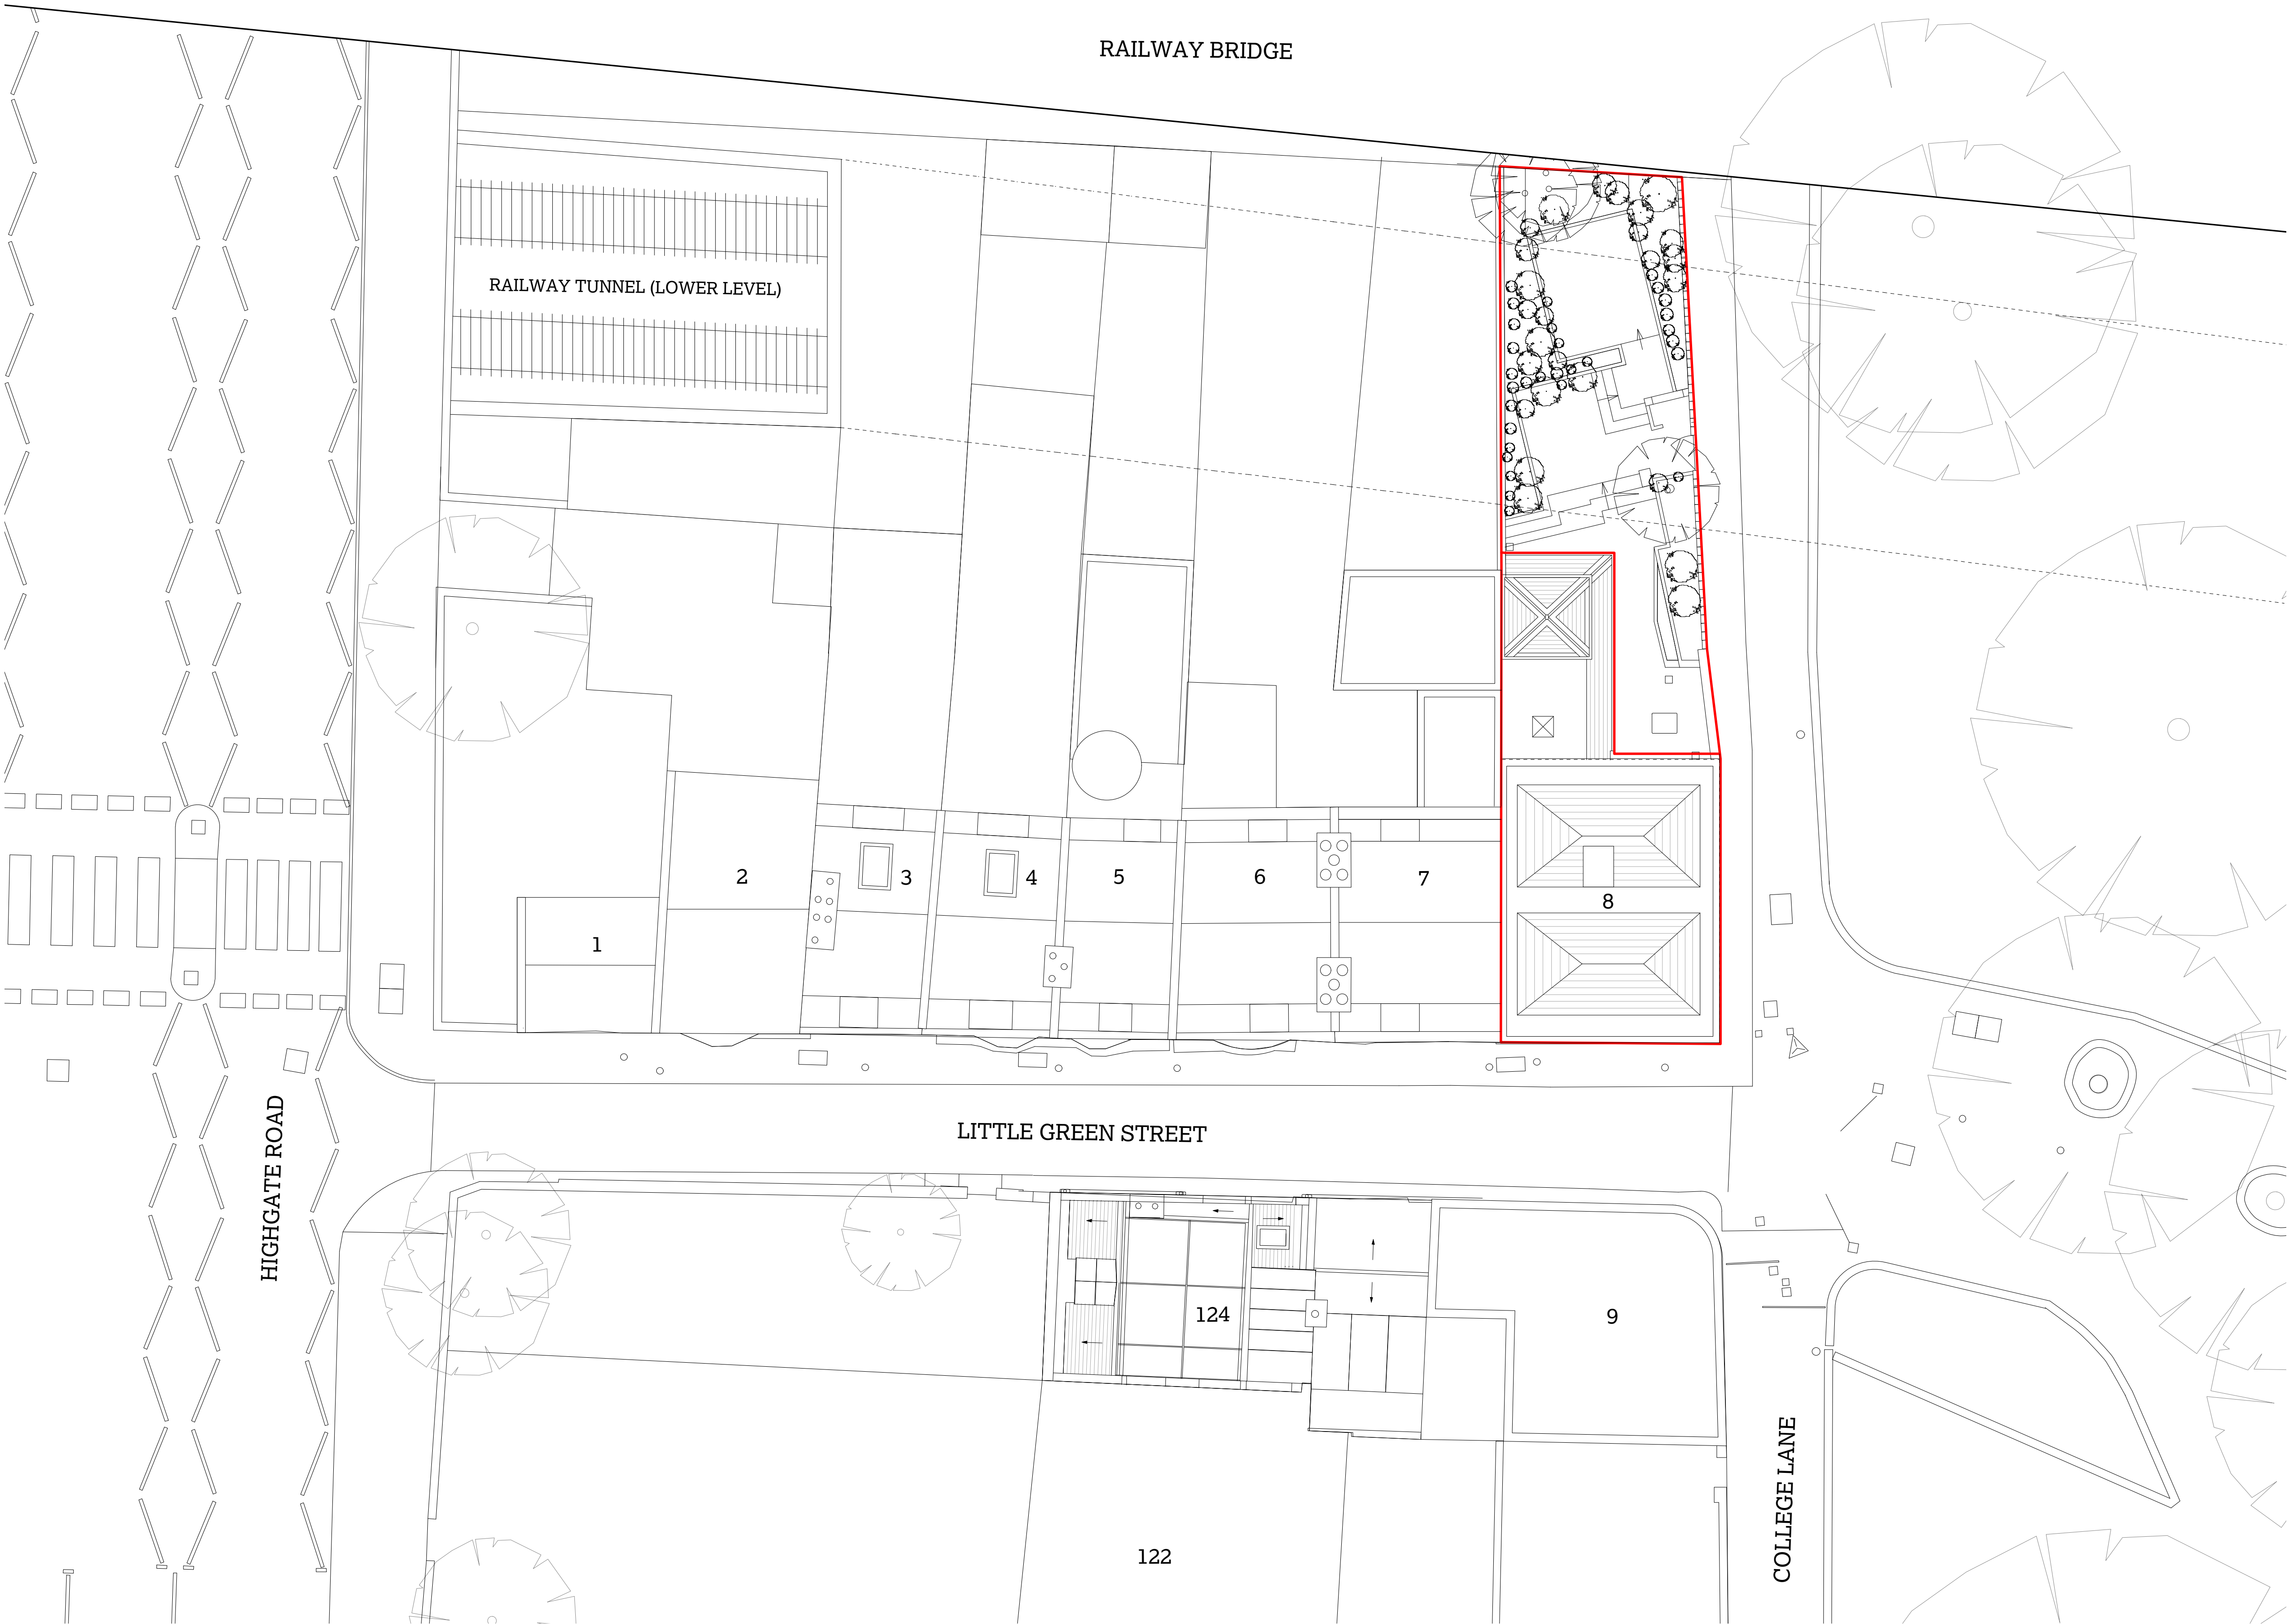 RAILWAY BRIDGE
RAILWAY TUNNEL (LOWER LEVEL)
1
2
3
4
5
6
7
8
LITTLE GREEN STREET
HIGHGATE ROAD
124
9
122
COLLEGE LANE